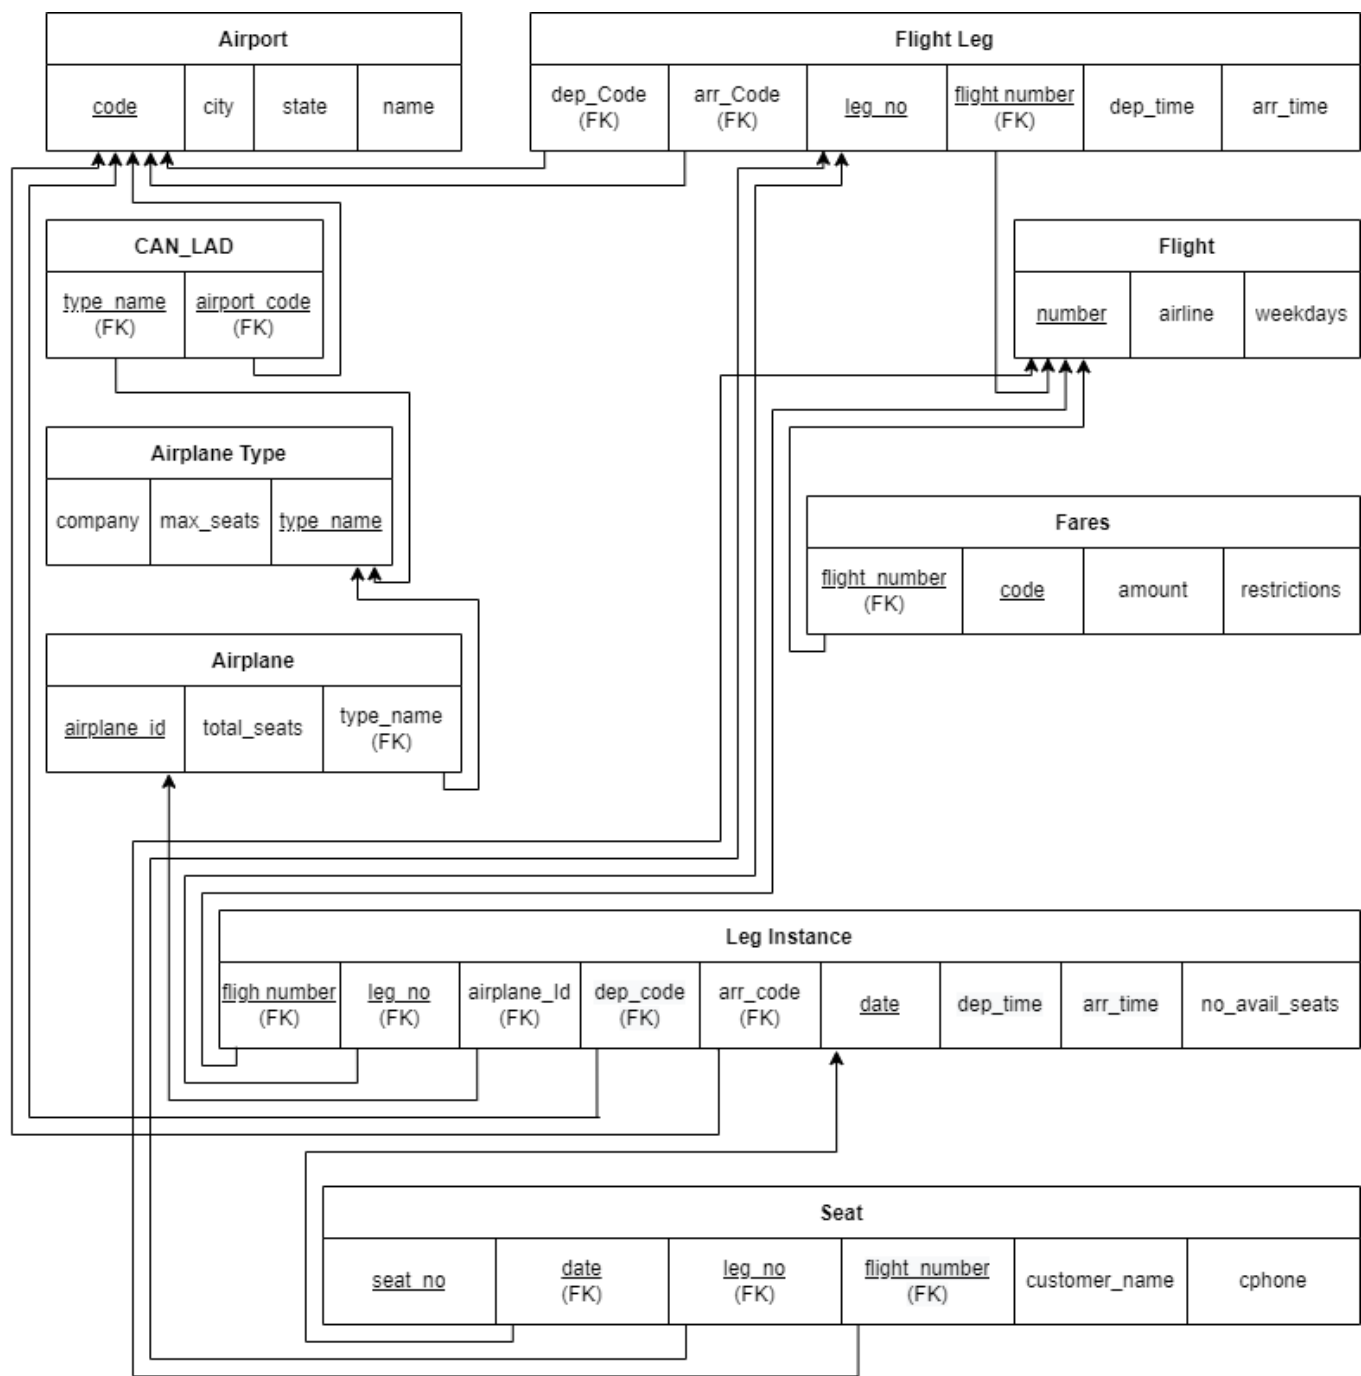 Airport
code
city
state
name
Flight Leg
dep_Code
(FK)
arr_Code
(FK)
leg_no
flight number
(FK)
dep_time
arr_time
CAN_LAD
type_name
(FK)
airport_code
(FK)
Flight
number
airline
weekdays
Airplane Type
company
max_seats
type_name
Fares
flight_number
(FK)
code
amount
restrictions
Airplane
airplane_id
total_seats
type_name
(FK)
Leg Instance
fligh number
(FK)
leg_no
(FK)
airplane_Id
(FK)
dep_code
(FK)
arr_code
(FK)
date
dep_time
arr_time
no_avail_seats
Seat
seat_no
date
(FK)
leg_no
(FK)
flight_number
(FK)
customer_name
cphone